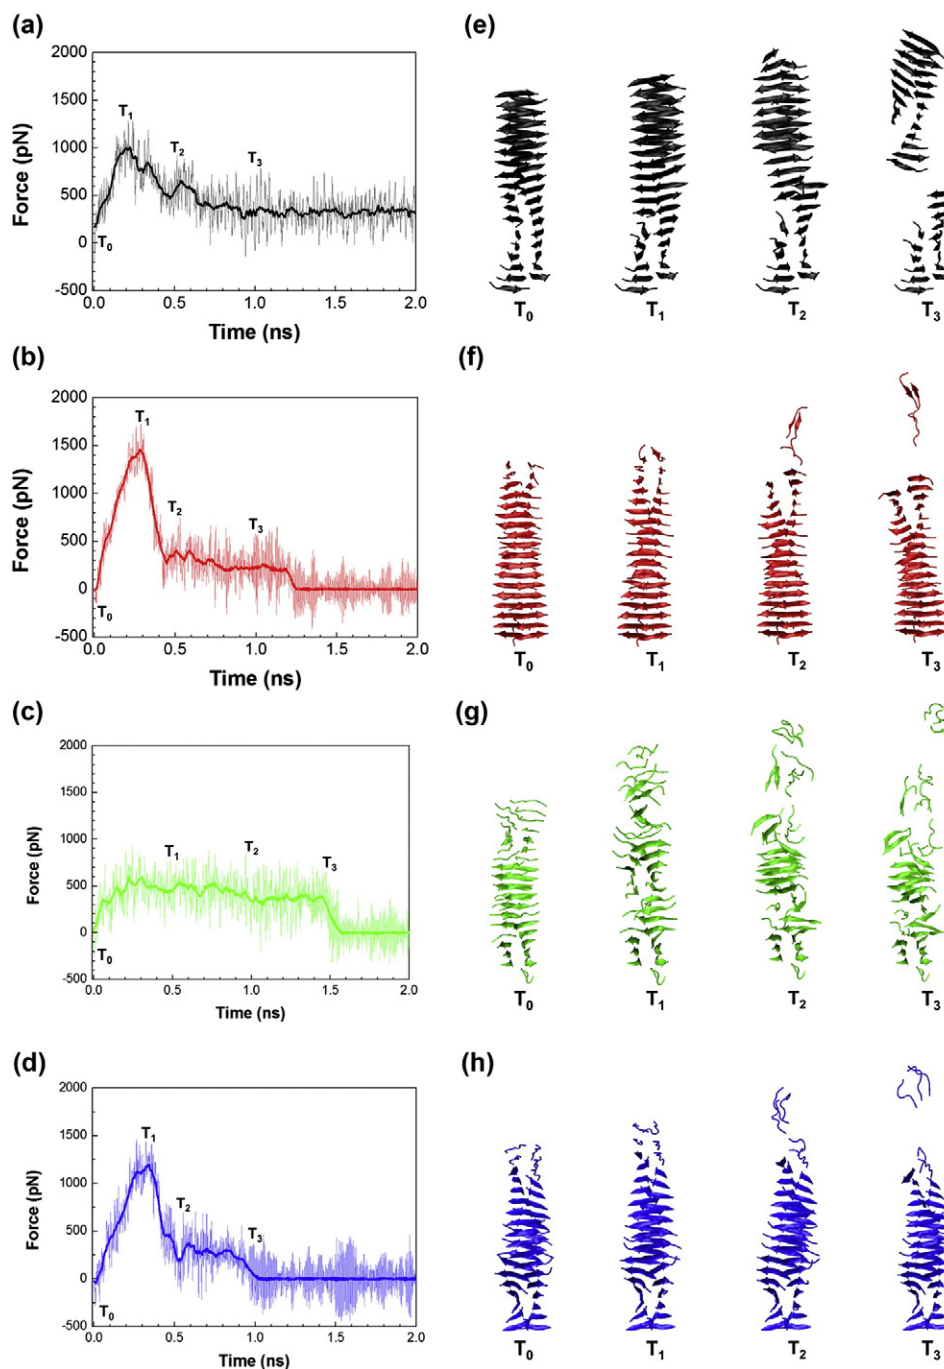 (a)
2000
1500
1000
500
0
-500
Force (pN)
T1
T2
T3
T0
0.0 0.5 1.0 1.5 2.0
Time (ns)
(e)
T0 T1 T2 T3
(b)
2000
1500
1000
500
0
-500
Force (pN)
T1
T2
T3
T0
0.0 0.5 1.0 1.5 2.0
Time (ns)
(f)
T0 T1 T2 T3
(c)
2000
1500
1000
500
0
-500
Force (pN)
T1
T2
T3
T0
0.0 0.5 1.0 1.5 2.0
Time (ns)
(g)
T0 T1 T2 T3
(d)
2000
1500
1000
500
0
-500
Force (pN)
T1
T2
T3
T0
0.0 0.5 1.0 1.5 2.0
Time (ns)
(h)
T0 T1 T2 T3